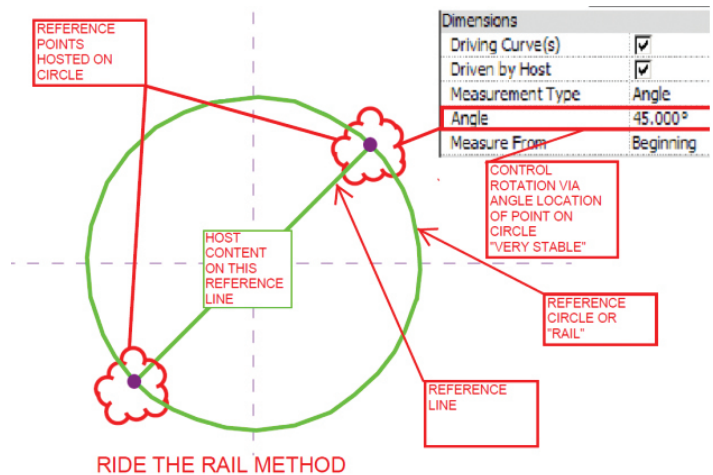 REFERENCE
POINTS
HOSTED ON
CIRCLE
Dimensions
Driving Curve(s)
Driven by Host
Measurement Type Angle
Angle 45.000°
Measure From Beginning
CONTROL
ROTATION VIA
ANGLE LOCATION
OF POINT ON
CIRCLE
"VERY STABLE"
HOST
CONTENT
ON THIS
REFERENCE
LINE
REFERENCE
CIRCLE OR
"RAIL"
REFERENCE
LINE
RIDE THE RAIL METHOD